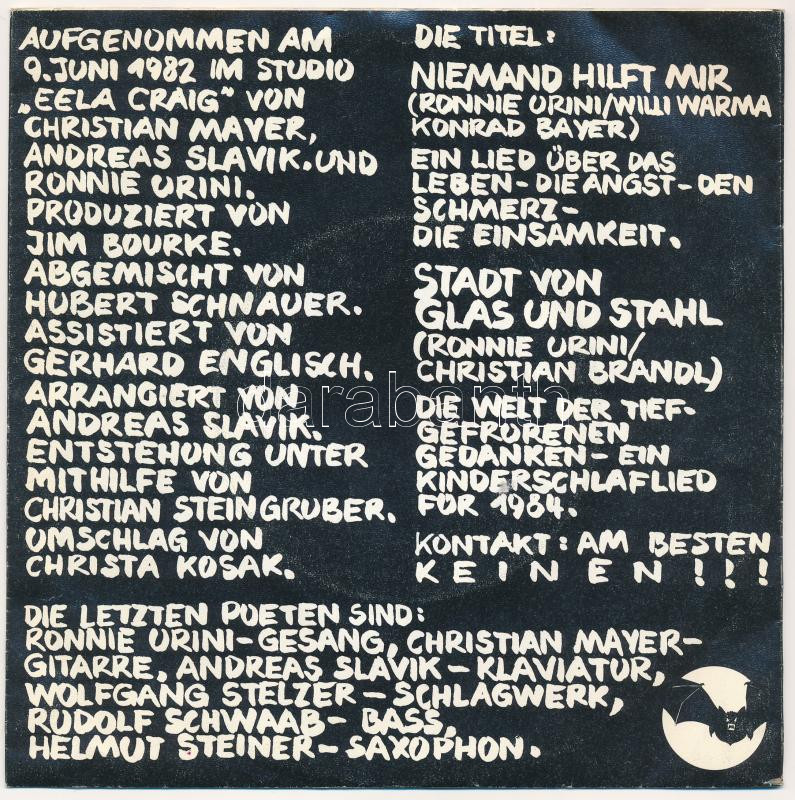 AUFGENOMMEN AM
9. JUNI 1982 IM STUDIO
„EELA CRAIG" VON
CHRISTIAN MAYER,
ANDREAS SLAVIK. UND
RONNIE URINI.
PRODUZIERT VON
JIM BOURKE.
ABGEMISCHT VON
HUBERT SCHNAUER.
ASSISTIERT VON
GERHARD ENGLISCH.
ARRANGIERT VON
ANDREAS SLAVIK.
ENTSTEHUNG UNTER
MITHILFE VON
CHRISTIAN STEINGRUBER.
UMSCHLAG VON
CHRISTA KOSAK.
DIE TITEL:
NIEMAND HILFT MIR
(RONNIE URINI/WILLI WARMA
KONRAD BAYER)
EIN LIED ÜBER DAS
LEBEN - DIE ANGST - DEN
SCHMERZ -
DIE EINSAMKEIT.
STADT VON
GLAS UND STAHL
(RONNIE URINI/
CHRISTIAN BRANDL)
DIE WELT DER TIEF-
GEFRORENEN
GEDANKEN - EIN
KINDERSCHLAFLIED
FÜR 1984.
KONTAKT: AM BESTEN
K E I N E N ! ! !
DIE LETZTEN POETEN SIND:
RONNIE URINI - GESANG, CHRISTIAN MAYER -
GITARRE, ANDREAS SLAVIK - KLAVIATUR,
WOLFGANG STELZER - SCHLAGWERK,
RUDOLF SCHWAAB - BASS,
HELMUT STEINER - SAXOPHON.
darabanth